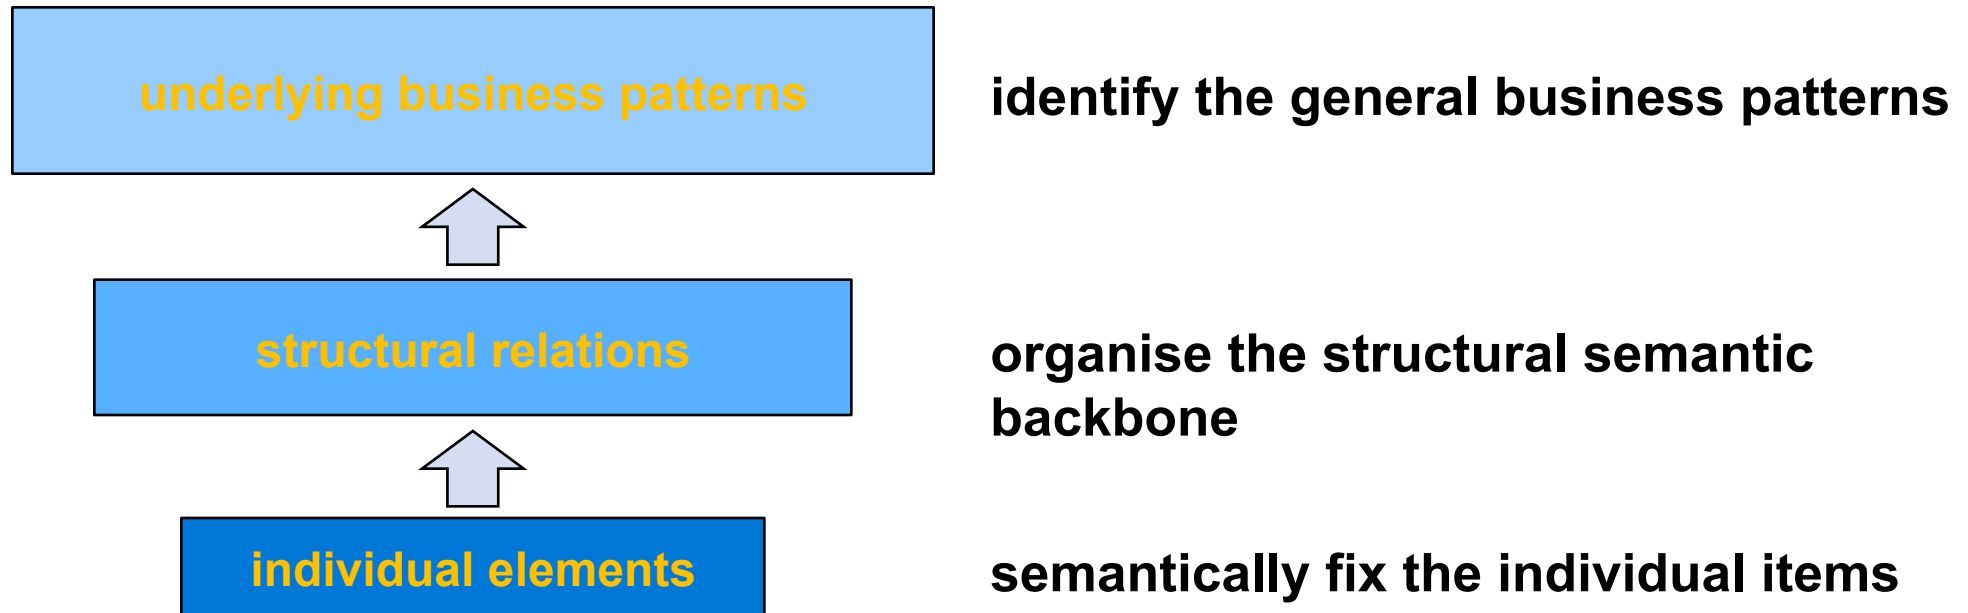 underlying business patterns
identify the general business patterns
structural relations
organise the structural semantic
backbone
individual elements
semantically fix the individual items